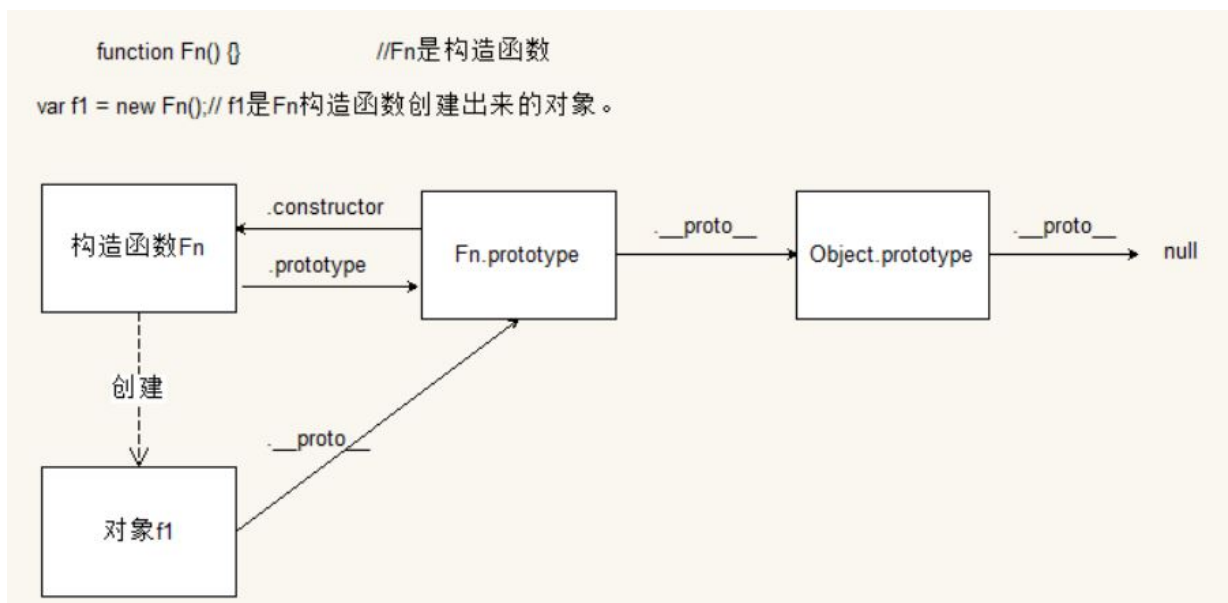 function Fn() {} //Fn是构造函数
var f1 = new Fn();// f1是Fn构造函数创建出来的对象。
构造函数Fn
.constructor
.prototype
Fn.prototype
.__proto__
Object.prototype
.__proto__
null
创建
.__proto__
对象f1